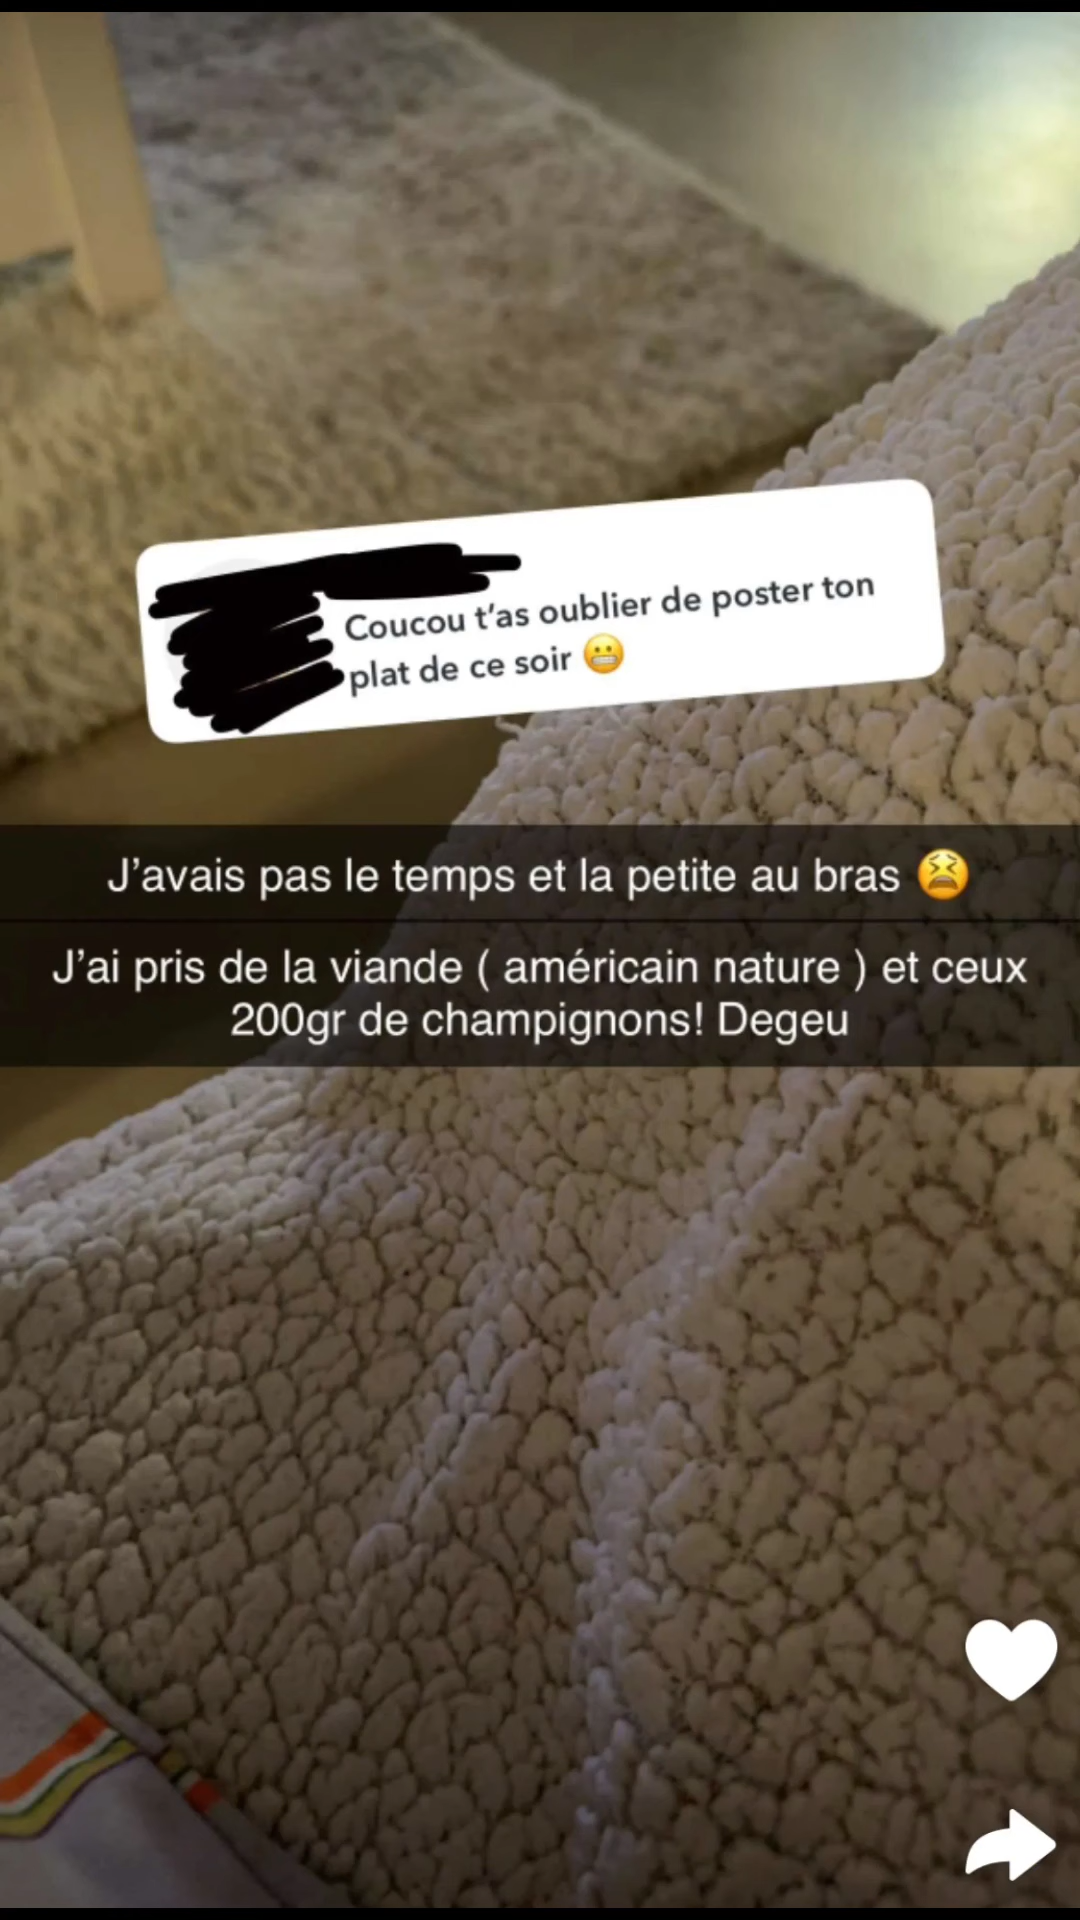 Coucou t'as oublier de poster ton
plat de ce soir 😬
J'avais pas le temps et la petite au bras 😫
J'ai pris de la viande ( américain nature ) et ceux
200gr de champignons! Degeu